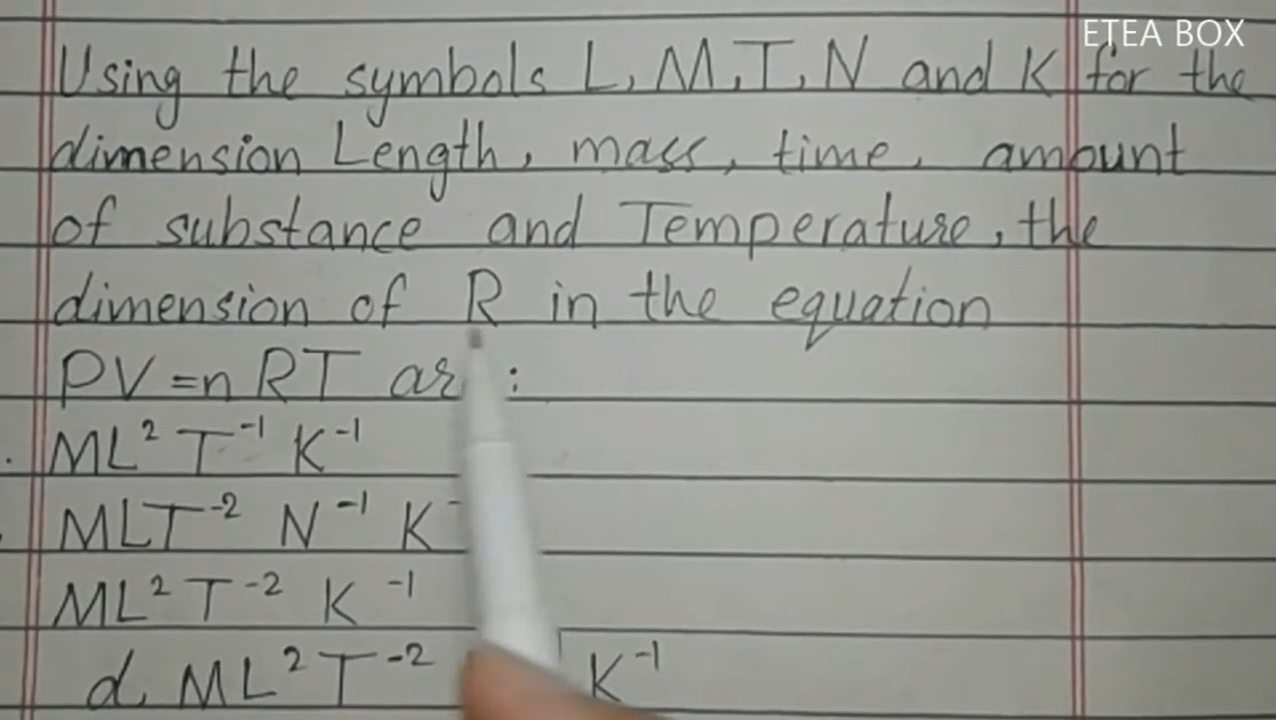 ETEA BOX
Using the symbols L, M, T, N and K for the
dimension Length, mass, time, amount
of substance and Temperature, the
dimension of R in the equation
PV = nRT :
ML² T⁻¹ K⁻¹
MLT⁻² N⁻¹ K
ML² T⁻² K⁻¹
d, ML² T⁻² K⁻¹